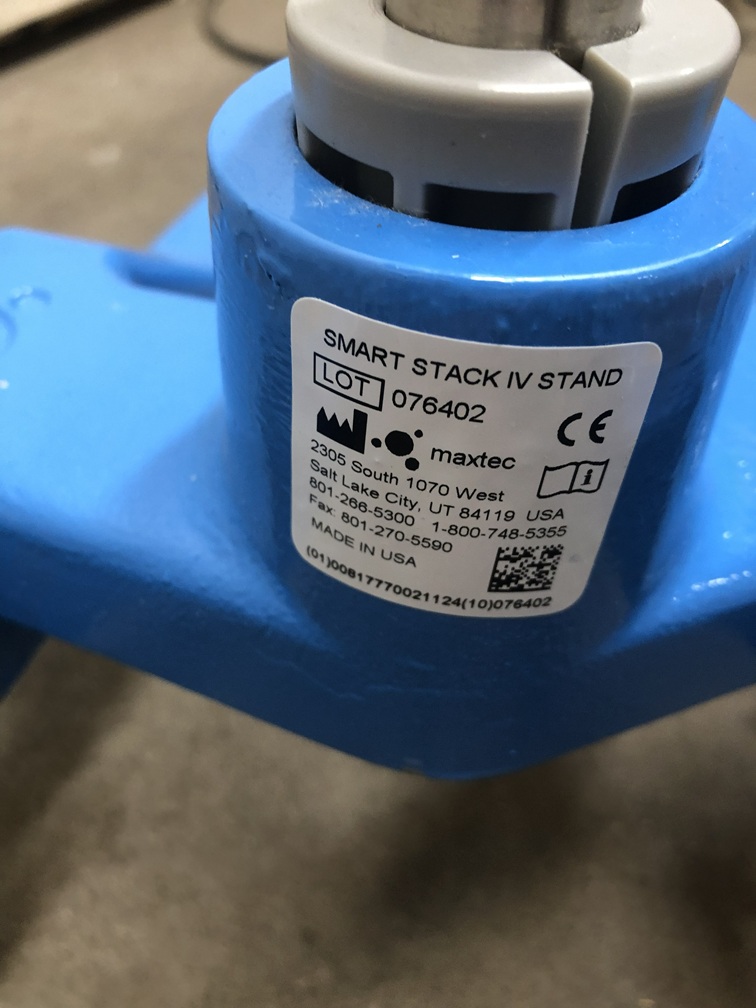 SMART STACK IV STAND
LOT 076402
CE
maxtec
2305 South 1070 West
Salt Lake City, UT 84119 USA
801-266-5300 1-800-748-5355
Fax: 801-270-5590
MADE IN USA
(01)00817770021124(10)076402